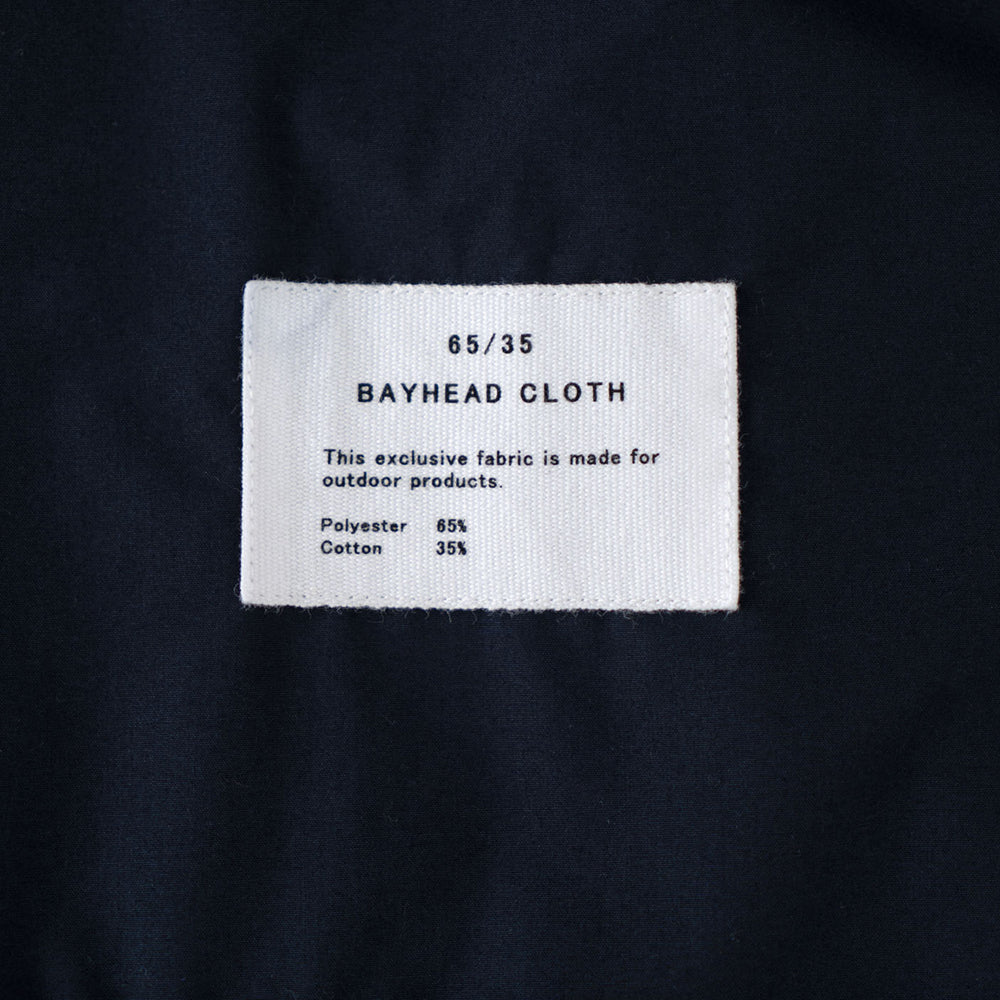 65/35
BAYHEAD CLOTH
This exclusive fabric is made for
outdoor products.
Polyester 65%
Cotton 35%